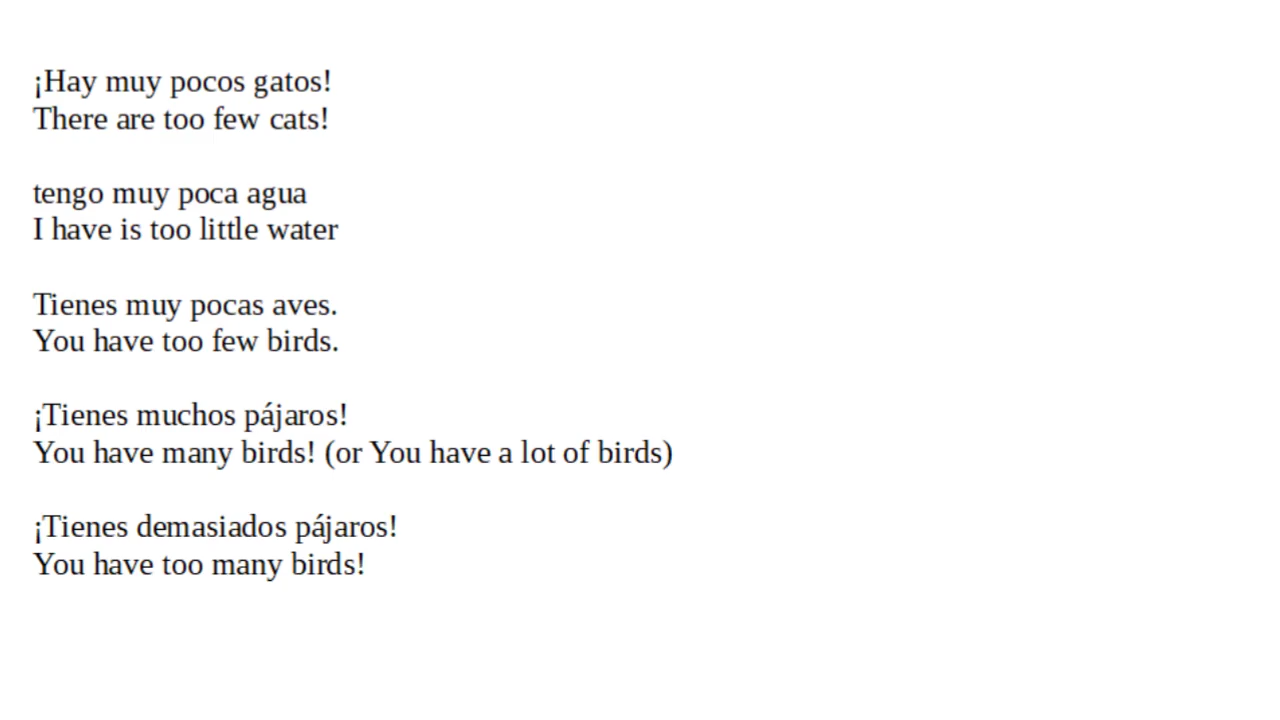 ¡Hay muy pocos gatos!
There are too few cats!
tengo muy poca agua
I have is too little water
Tienes muy pocas aves.
You have too few birds.
¡Tienes muchos pájaros!
You have many birds! (or You have a lot of birds)
¡Tienes demasiados pájaros!
You have too many birds!